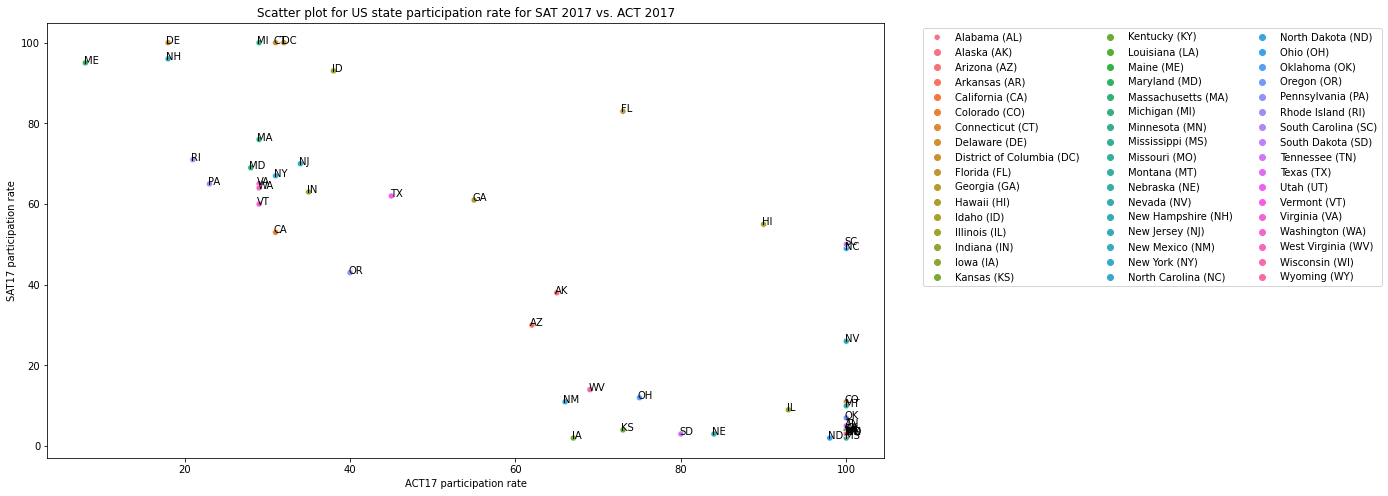 Scatter plot for US state participation rate for SAT 2017 vs. ACT 2017
SAT17 participation rate
100
80
60
40
20
0
DE
MI
CT
DC
ME
NH
ID
FL
MA
RI
MD
NJ
PA
VA
WA
NY
VT
IN
TX
GA
CA
HI
OR
SC
NC
AK
AZ
NV
WV
NM
OH
IL
CO
MT
OK
IA
KS
SD
NE
ND
MS
20
40
60
80
100
ACT17 participation rate
Alabama (AL)
Alaska (AK)
Arizona (AZ)
Arkansas (AR)
California (CA)
Colorado (CO)
Connecticut (CT)
Delaware (DE)
District of Columbia (DC)
Florida (FL)
Georgia (GA)
Hawaii (HI)
Idaho (ID)
Illinois (IL)
Indiana (IN)
Iowa (IA)
Kansas (KS)
Kentucky (KY)
Louisiana (LA)
Maine (ME)
Maryland (MD)
Massachusetts (MA)
Michigan (MI)
Minnesota (MN)
Mississippi (MS)
Missouri (MO)
Montana (MT)
Nebraska (NE)
Nevada (NV)
New Hampshire (NH)
New Jersey (NJ)
New Mexico (NM)
New York (NY)
North Carolina (NC)
North Dakota (ND)
Ohio (OH)
Oklahoma (OK)
Oregon (OR)
Pennsylvania (PA)
Rhode Island (RI)
South Carolina (SC)
South Dakota (SD)
Tennessee (TN)
Texas (TX)
Utah (UT)
Vermont (VT)
Virginia (VA)
Washington (WA)
West Virginia (WV)
Wisconsin (WI)
Wyoming (WY)